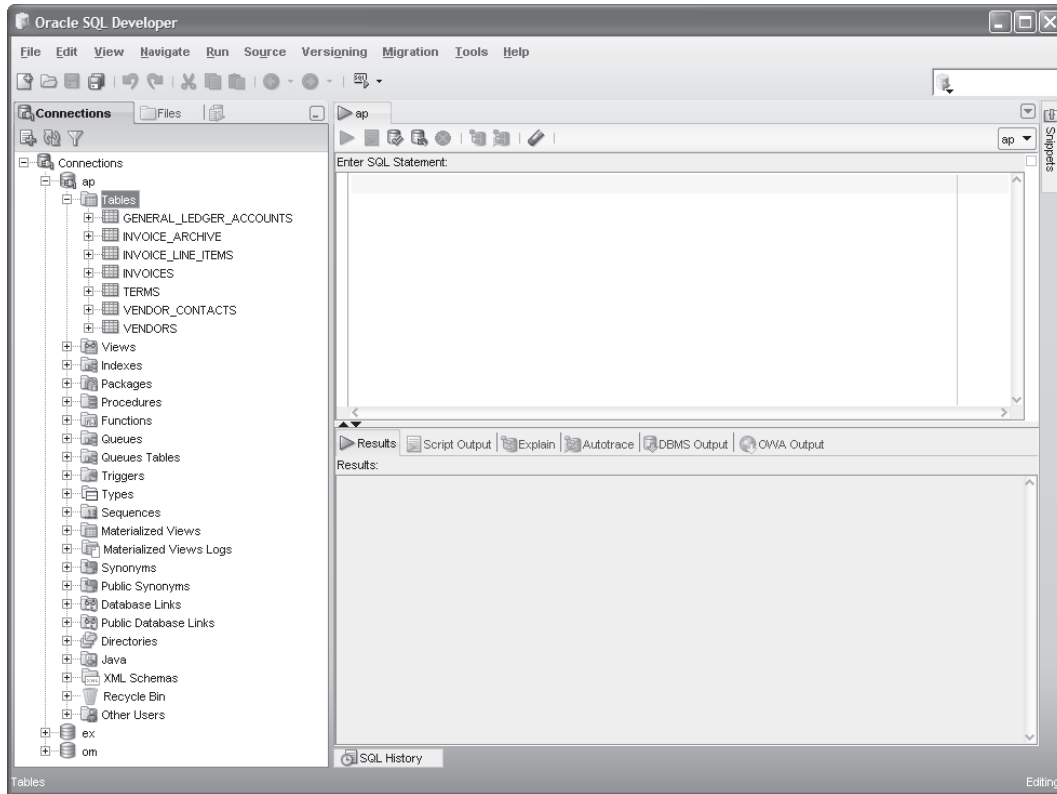 Oracle SQL Developer
File Edit View Navigate Run Source Versioning Migration Tools Help
Connections Files
ap
ap
Snippets
Enter SQL Statement:
Connections
ap
Tables
GENERAL_LEDGER_ACCOUNTS
INVOICE_ARCHIVE
INVOICE_LINE_ITEMS
INVOICES
TERMS
VENDOR_CONTACTS
VENDORS
Views
Indexes
Packages
Procedures
Functions
Queues
Queues Tables
Triggers
Types
Sequences
Materialized Views
Materialized Views Logs
Synonyms
Public Synonyms
Database Links
Public Database Links
Directories
Java
XML Schemas
Recycle Bin
Other Users
ex
om
Results Script Output Explain Autotrace DBMS Output OWA Output
Results:
SQL History
Tables
Editing